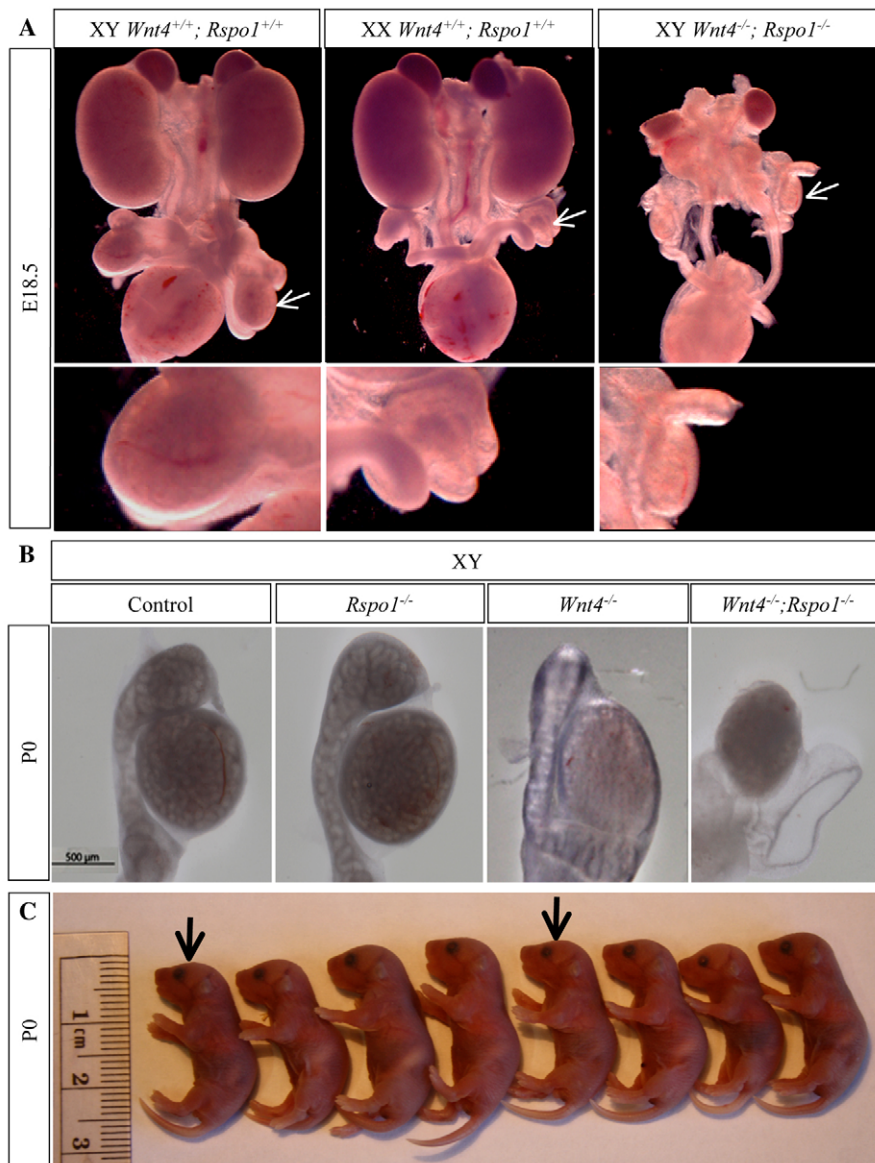 A
XY Wnt4+/+; Rspo1+/+
XX Wnt4+/+; Rspo1+/+
XY Wnt4-/-; Rspo1-/-
E18.5
B
XY
Control
Rspo1-/-
Wnt4-/-
Wnt4-/-;Rspo1-/-
P0
500 µm
C
P0
1
cm
2
3